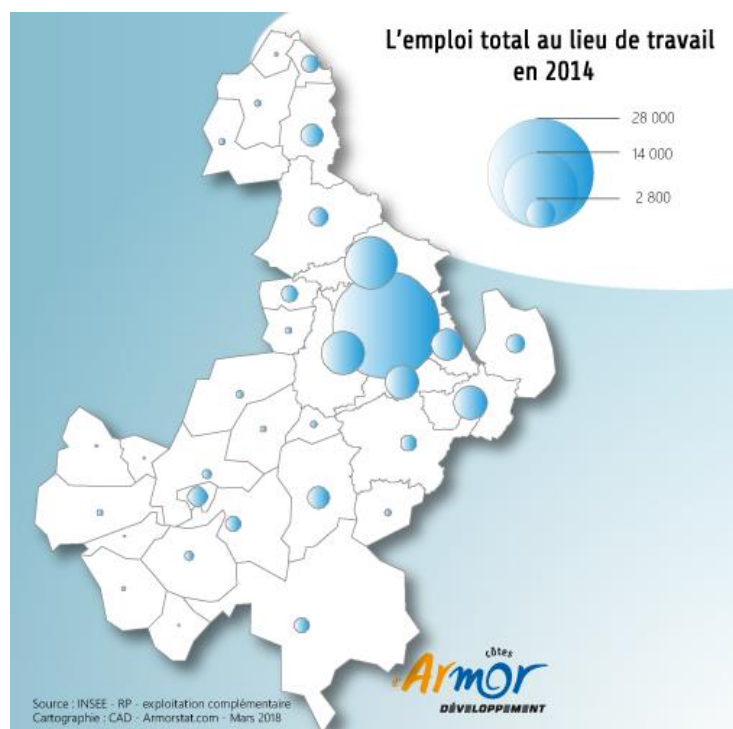 L'emploi total au lieu de travail
en 2014
28 000
14 000
2 800
côtes
d'Armor
DÉVELOPPEMENT
Source : INSEE - RP - exploitation complémentaire
Cartographie : CAD - Armorstat.com - Mars 2018